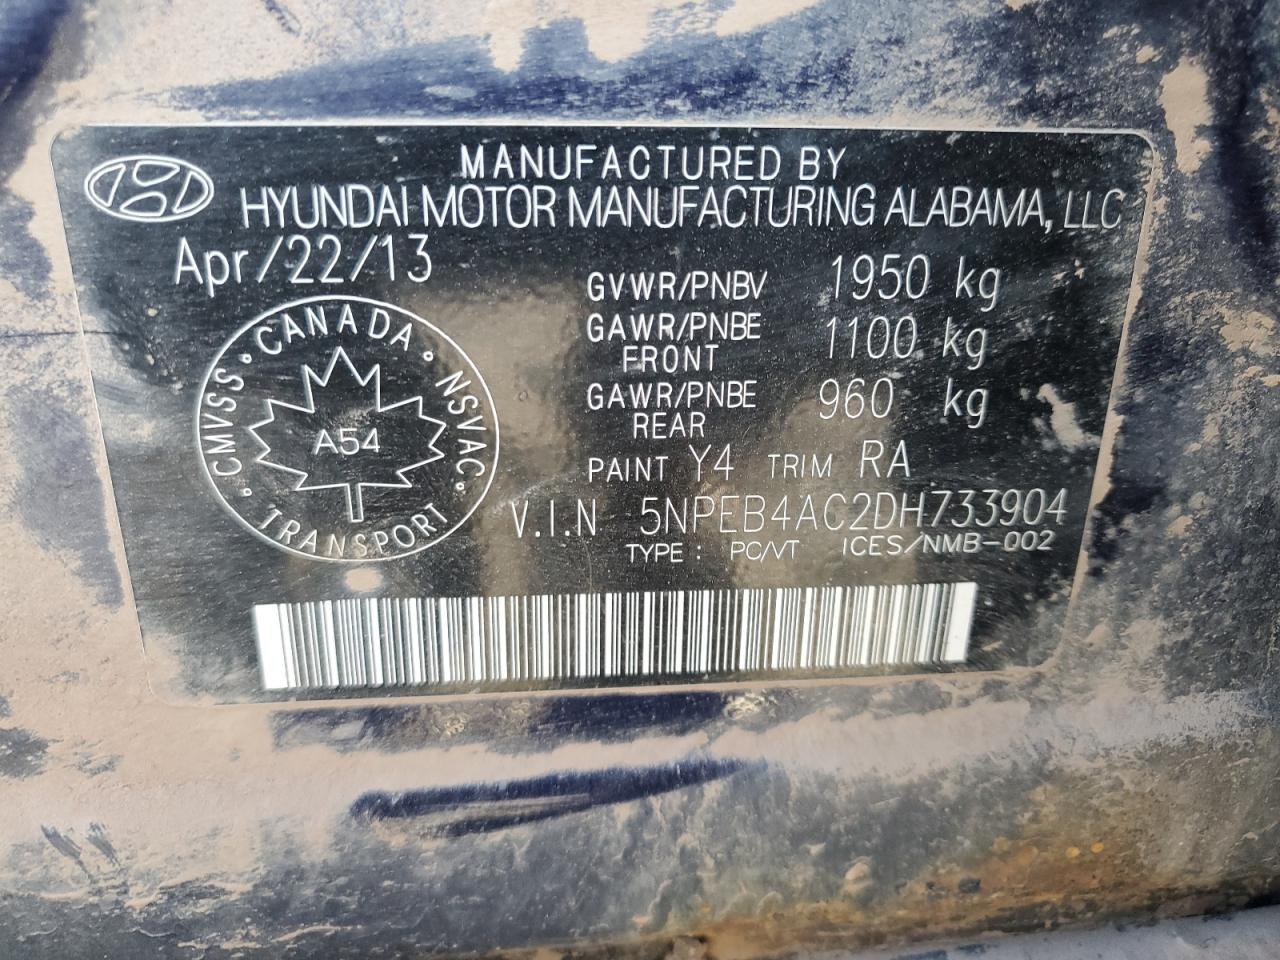 MANUFACTURED BY
HYUNDAI MOTOR MANUFACTURING ALABAMA, LLC
Apr/22/13
GVWR/PNBV 1950 kg
GAWR/PNBE FRONT 1100 kg
GAWR/PNBE REAR 960 kg
CANADA
CMVSS · NSVAC
A54
TRANSPORT
PAINT Y4 TRIM RA
V.I.N 5NPEB4AC2DH733904
TYPE: PC/VT ICES/NMB-002